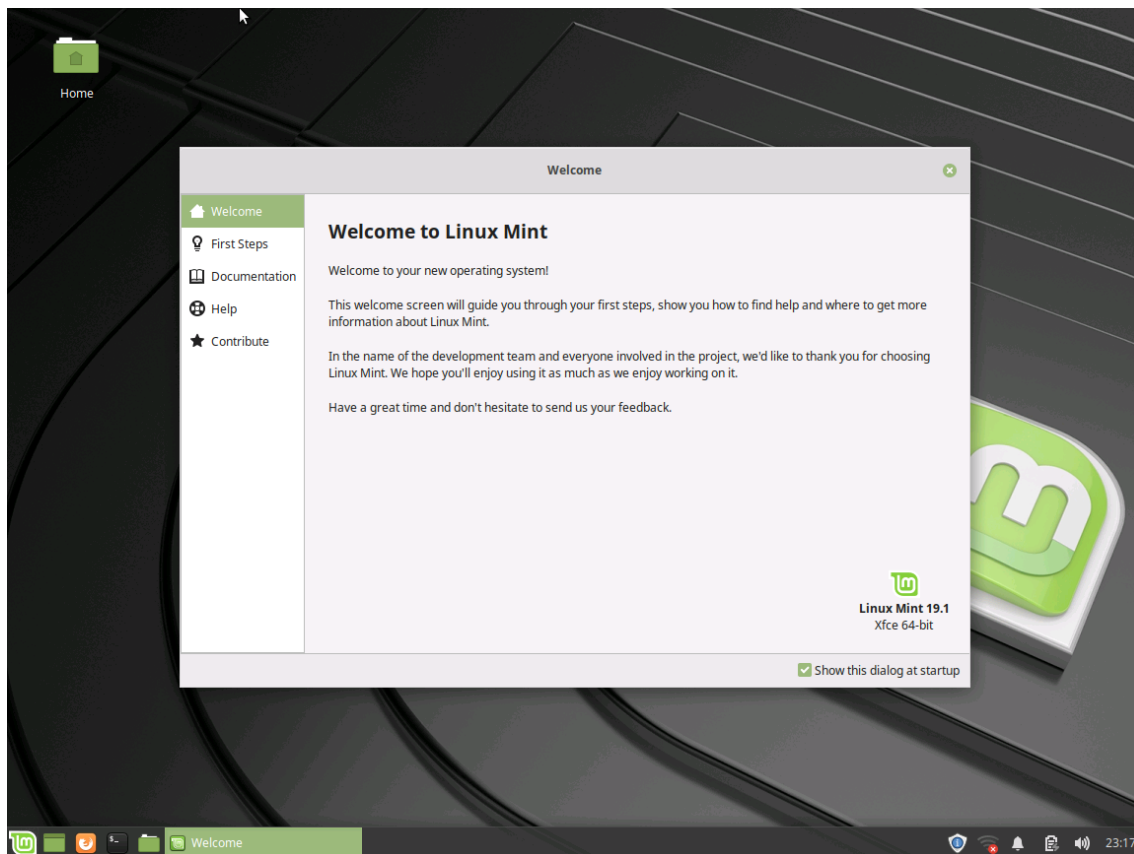 Home
Welcome
Welcome
First Steps
Documentation
Help
Contribute
Welcome to Linux Mint
Welcome to your new operating system!
This welcome screen will guide you through your first steps, show you how to find help and where to get more
information about Linux Mint.
In the name of the development team and everyone involved in the project, we'd like to thank you for choosing
Linux Mint. We hope you'll enjoy using it as much as we enjoy working on it.
Have a great time and don't hesitate to send us your feedback.
Linux Mint 19.1
Xfce 64-bit
Show this dialog at startup
Welcome
23:17